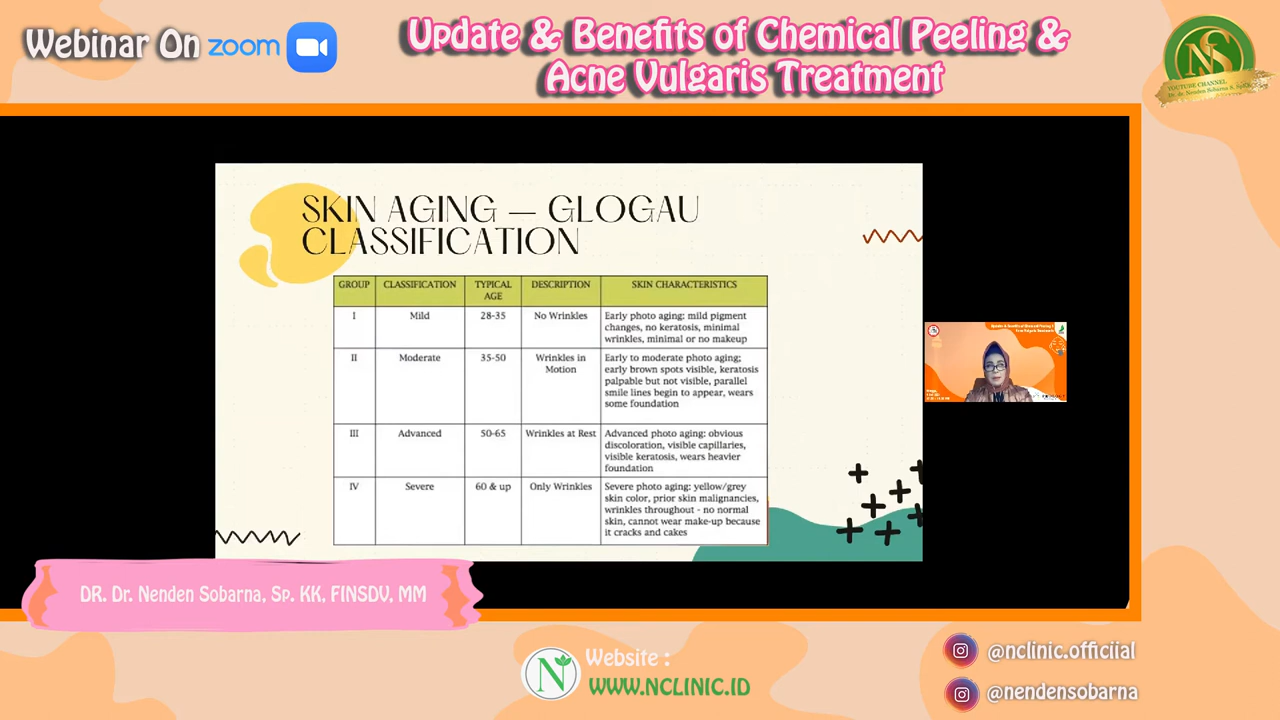 Webinar On zoom
Update & Benefits of Chemical Peeling &
Acne Vulgaris Treatment
NS
YOUTUBE CHANNEL
SKIN AGING – GLOGAU
CLASSIFICATION
GROUP CLASSIFICATION TYPICAL AGE DESCRIPTION SKIN CHARACTERISTICS
I Mild 28-35 No Wrinkles Early photo aging: mild pigment
changes, no keratosis, minimal
wrinkles, minimal or no makeup
II Moderate 35-50 Wrinkles in Motion Early to moderate photo aging;
early brown spots visible, keratosis
palpable but not visible, parallel
smile lines begin to appear, wears
some foundation
III Advanced 50-65 Wrinkles at Rest Advanced photo aging: obvious
discoloration, visible capillaries,
visible keratosis, wears heavier
foundation
IV Severe 60 & up Only Wrinkles Severe photo aging: yellow/grey
skin color, prior skin malignancies,
wrinkles throughout - no normal
skin, cannot wear make-up because
it cracks and cakes
DR. Dr. Nenden Sobarna, Sp. KK, FINSDV, MM
N
Website :
WWW.NCLINIC.ID
@nclinic.officiial
@nendensobarna